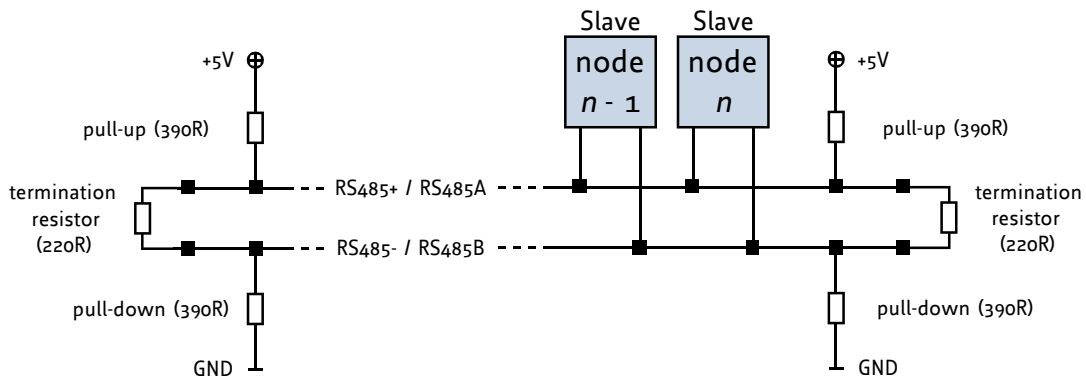 Slave Slave
+5V node node +5V
n - 1 n
pull-up (390R) pull-up (390R)
termination RS485+ / RS485A termination
resistor resistor
(220R) (220R)
RS485- / RS485B
pull-down (390R) pull-down (390R)
GND GND